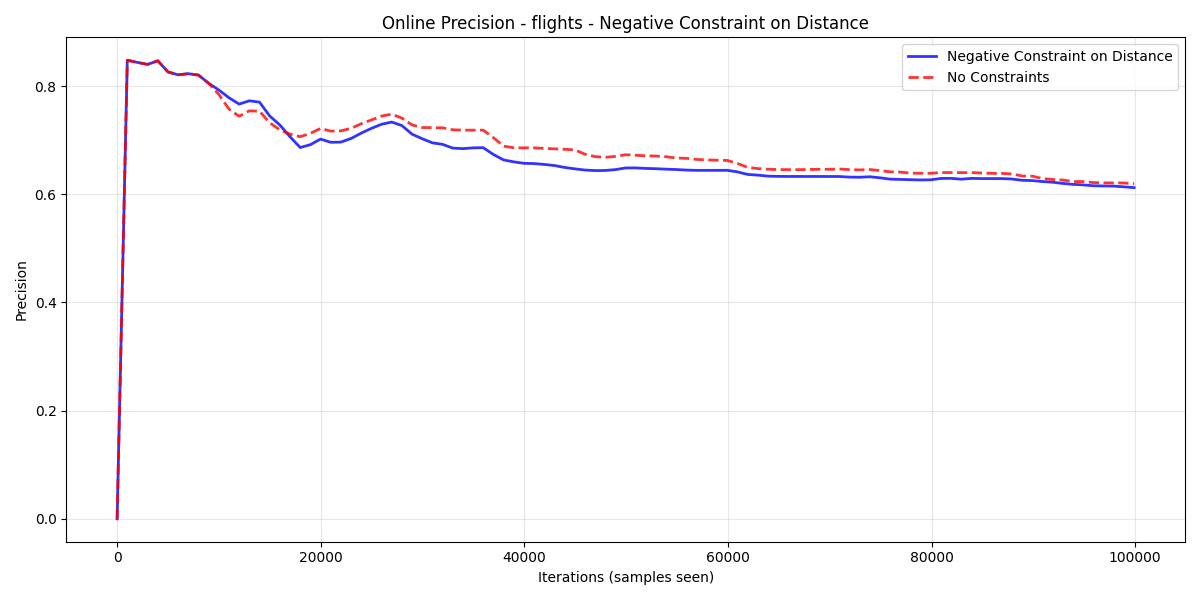 Online Precision - flights - Negative Constraint on Distance
Negative Constraint on Distance
No Constraints
Precision
0.8
0.6
0.4
0.2
0.0
0
20000
40000
60000
80000
100000
Iterations (samples seen)